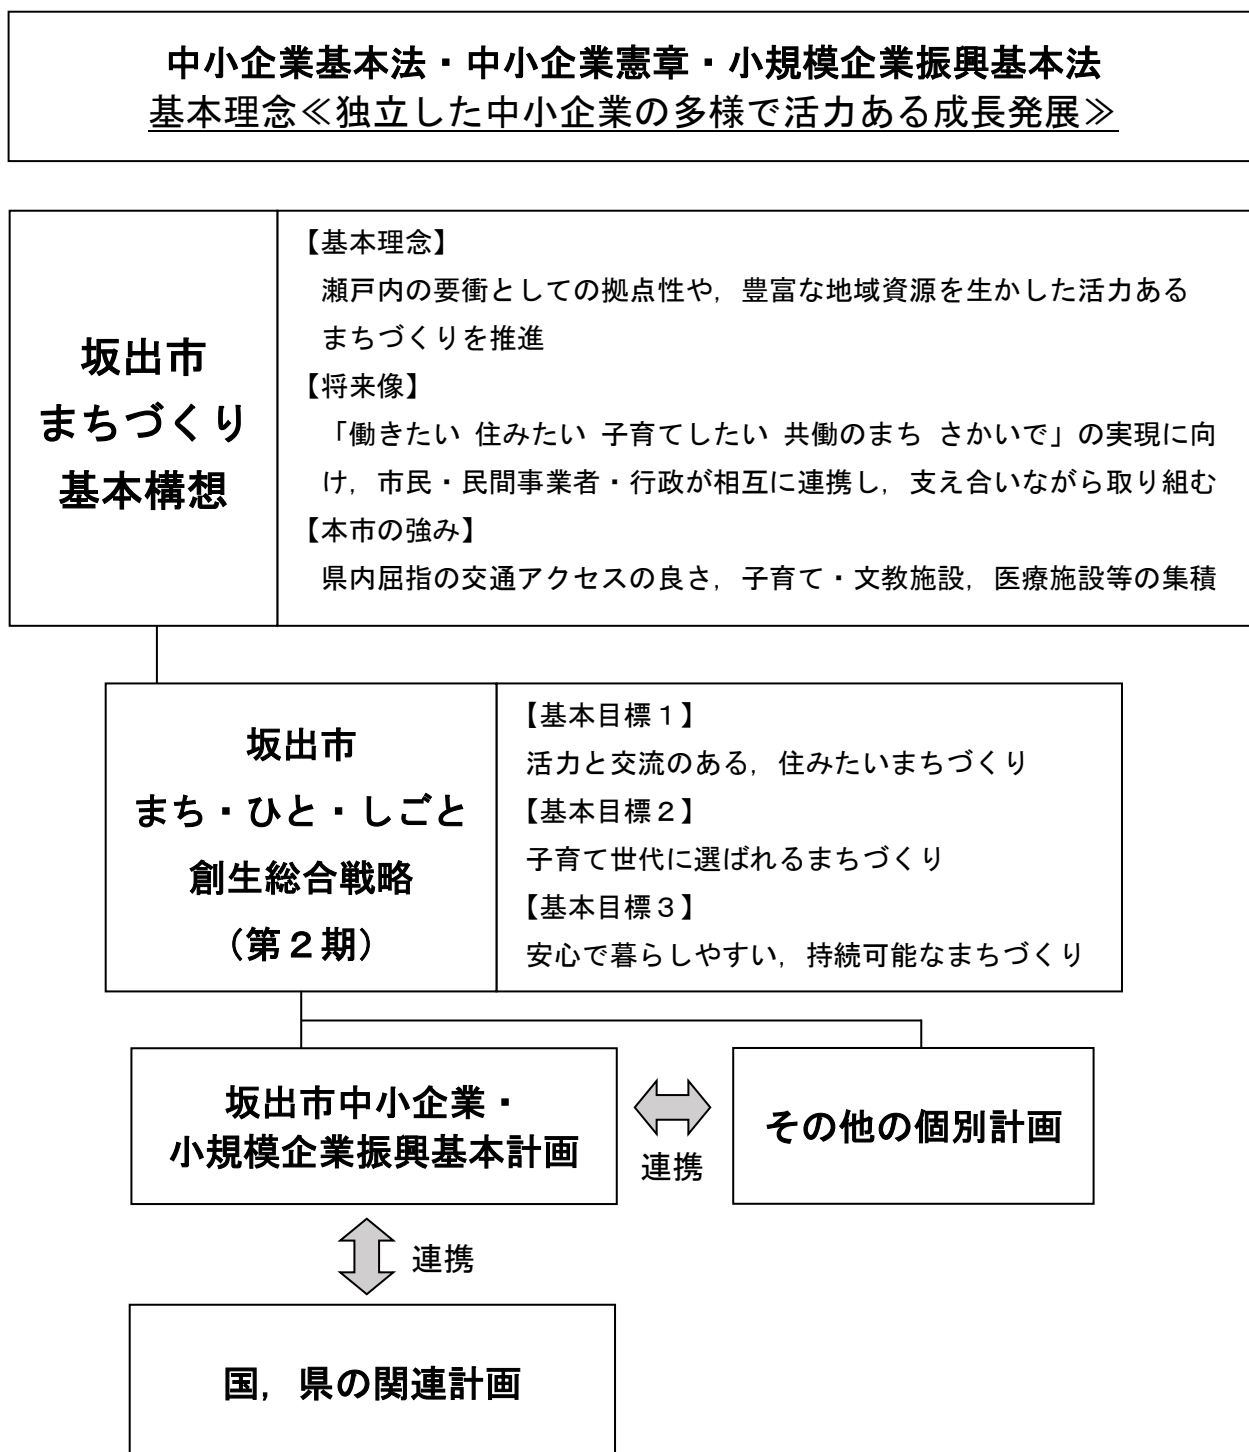 中小企業基本法・中小企業憲章・小規模企業振興基本法
基本理念≪独立した中小企業の多様で活力ある成長発展≫
坂出市
まちづくり
基本構想
【基本理念】
瀬戸内の要衝としての拠点性や，豊富な地域資源を生かした活力ある
まちづくりを推進
【将来像】
「働きたい 住みたい 子育てしたい 共働のまち さかいで」の実現に向
け，市民・民間事業者・行政が相互に連携し，支え合いながら取り組む
【本市の強み】
県内屈指の交通アクセスの良さ，子育て・文教施設，医療施設等の集積
坂出市
まち・ひと・しごと
創生総合戦略
（第２期）
【基本目標１】
活力と交流のある，住みたいまちづくり
【基本目標２】
子育て世代に選ばれるまちづくり
【基本目標３】
安心で暮らしやすい，持続可能なまちづくり
坂出市中小企業・
小規模企業振興基本計画
連携
その他の個別計画
連携
国，県の関連計画